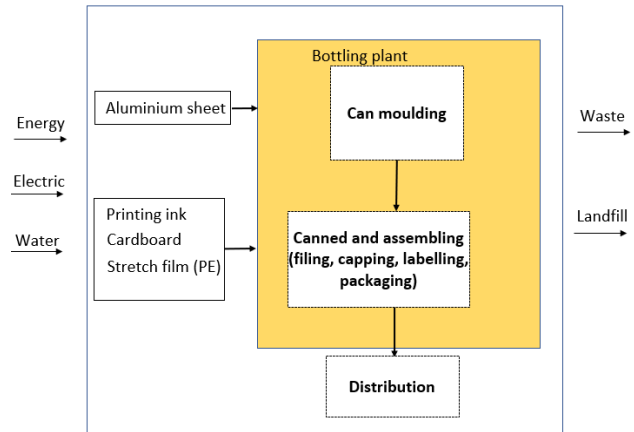 Bottling plant
Aluminium sheet
Can moulding
Energy
Waste
Electric
Printing ink
Landfill
Water
Cardboard
Canned and assembling
Stretch film (PE)
(filing, capping, labelling,
packaging)
Distribution